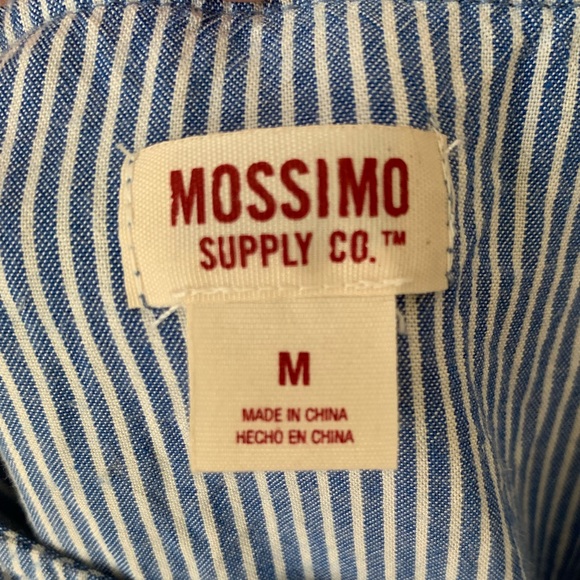 MOSSIMO
SUPPLY CO.™
M
MADE IN CHINA
HECHO EN CHINA